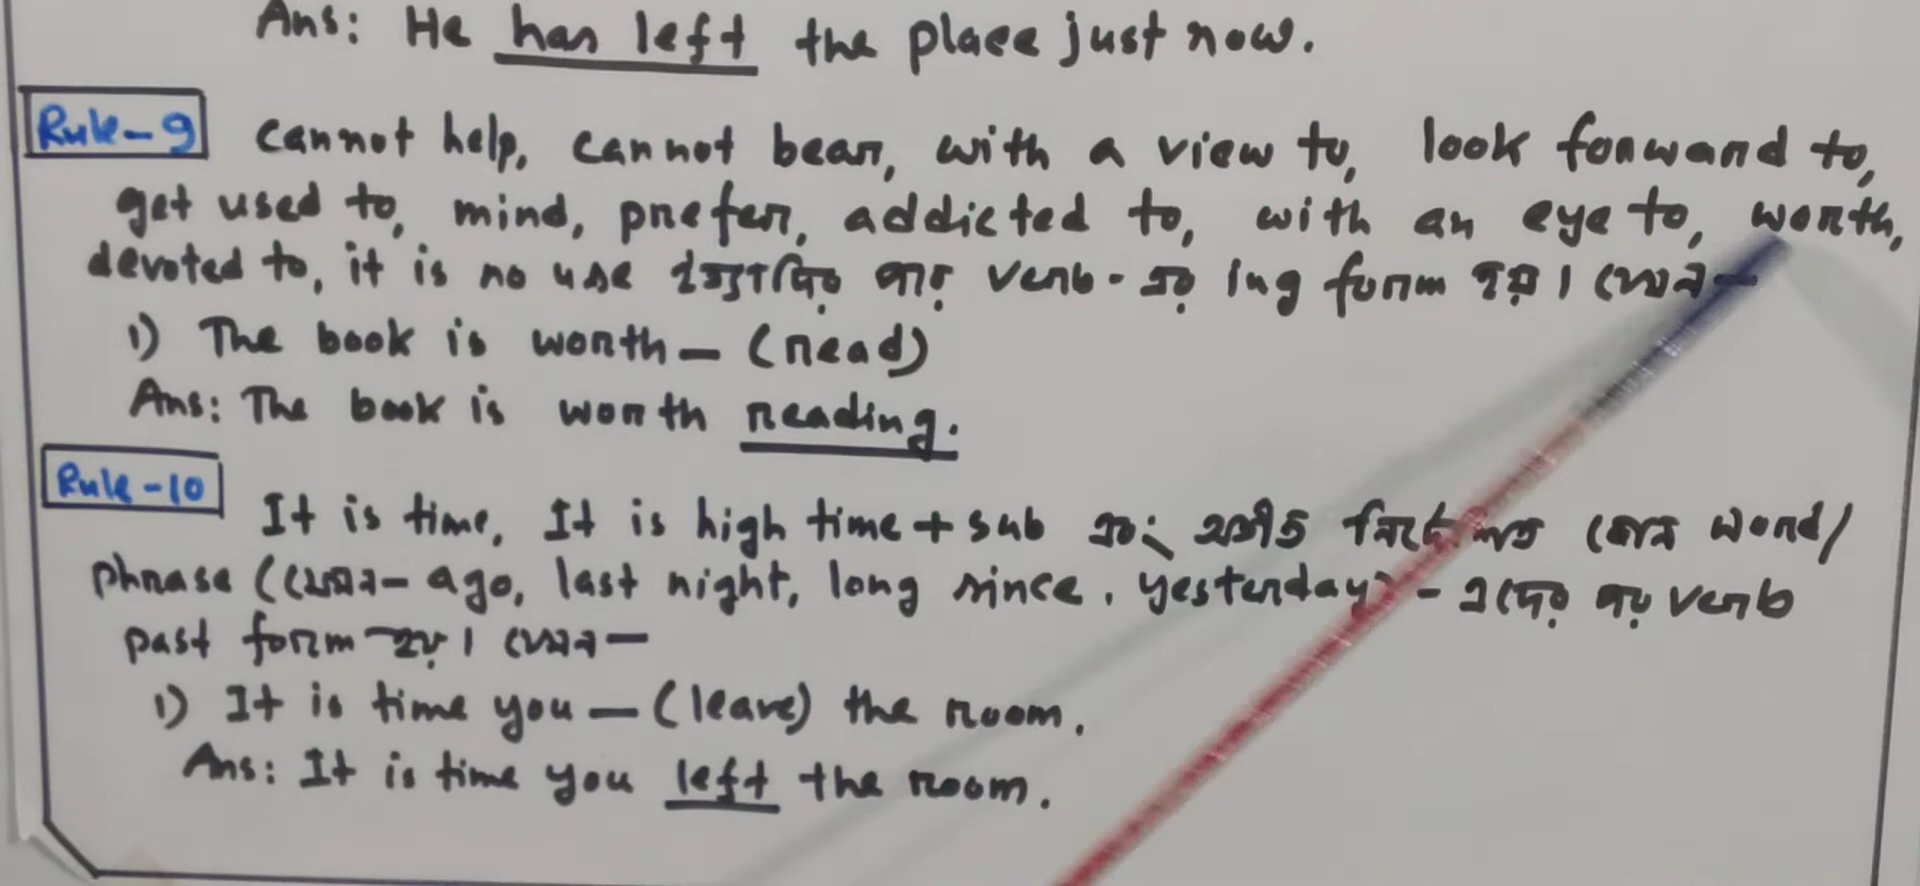 Ans: He has left the place just now.
Rule-9 Cannot help, cannot bear, with a view to, look forward to,
get used to, mind, prefer, addicted to, with an eye to, worth,
devoted to, it is no use ইত্যাদির পর verb-এর ing form হয়। যেমন-
1) The book is worth — (read)
Ans: The book is worth reading.
Rule-10
It is time, It is high time + sub এবং অতীত নির্দেশক কোন word/
phrase (যেমন- ago, last night, long since, yesterday) - এদের পর verb
past form হয়। যেমন —
1) It is time you — (leave) the room.
Ans: It is time you left the room.